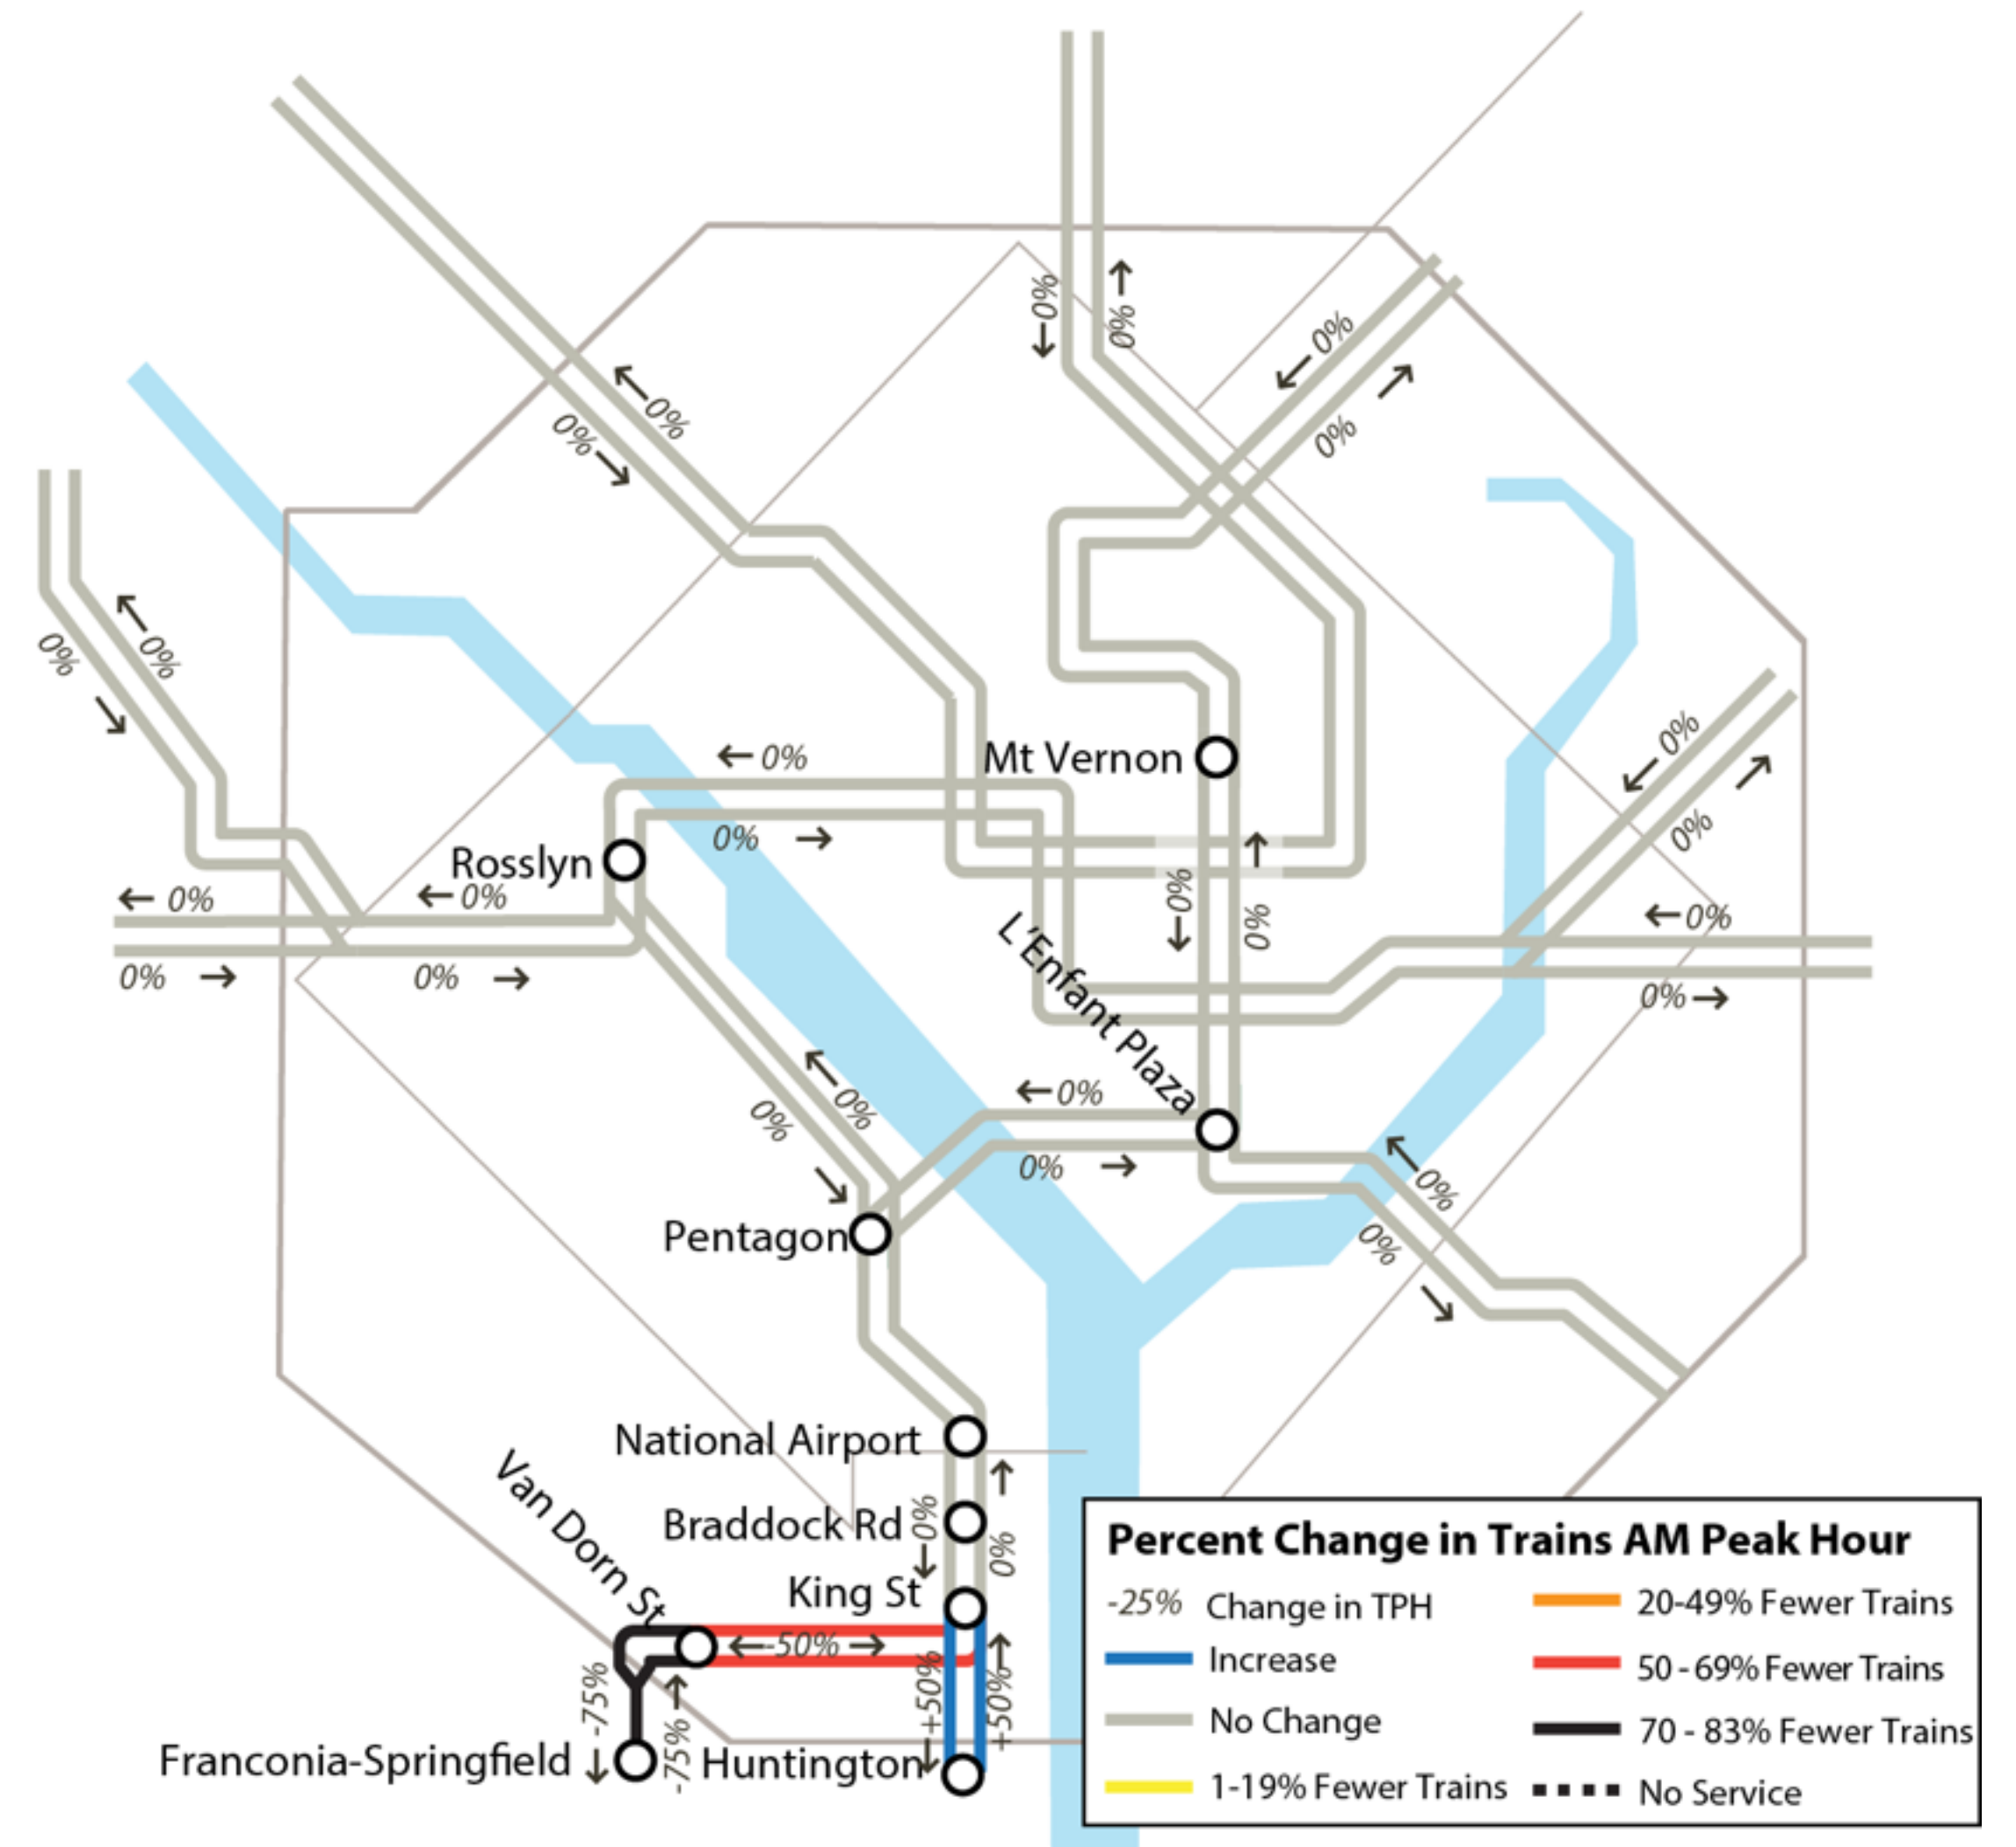 0%
0%
0%
0%
0%
0%
0%
0%
0%
0%
Mt Vernon
0%
0%
0%
0%
Rosslyn
0%
0%
0%
0%
0%
0%
0%
0%
L'Enfant Plaza
0%
0%
0%
0%
0%
0%
Pentagon
0%
National Airport
Van Dorn St
Braddock Rd
0%
0%
King St
-50%
+50%
+50%
-75%
-75%
Franconia-Springfield
Huntington
Percent Change in Trains AM Peak Hour
-25% Change in TPH
Increase
No Change
1-19% Fewer Trains
20-49% Fewer Trains
50 - 69% Fewer Trains
70 - 83% Fewer Trains
No Service